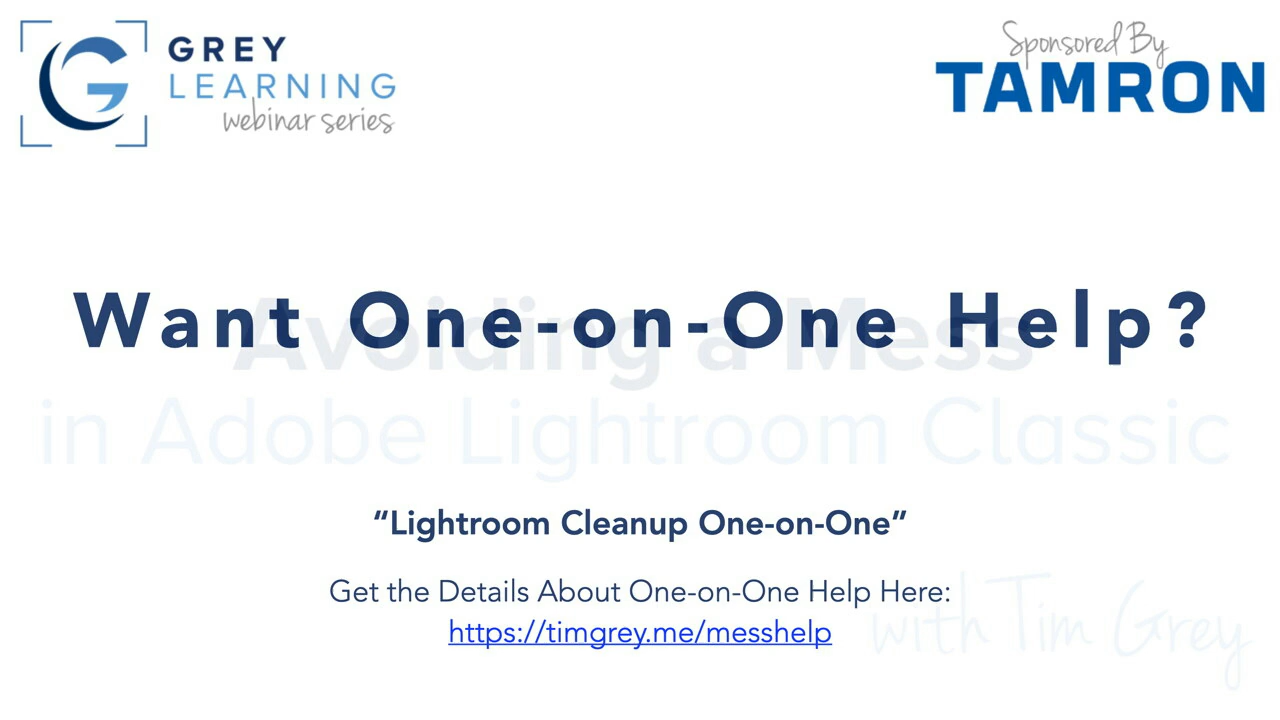 GREY
LEARNING
webinar series
Sponsored By
TAMRON
Want One-on-One Help?
Avoiding a Mess
in Adobe Lightroom Classic
“Lightroom Cleanup One-on-One”
Get the Details About One-on-One Help Here:
https://timgrey.me/messhelp
with Tim Grey